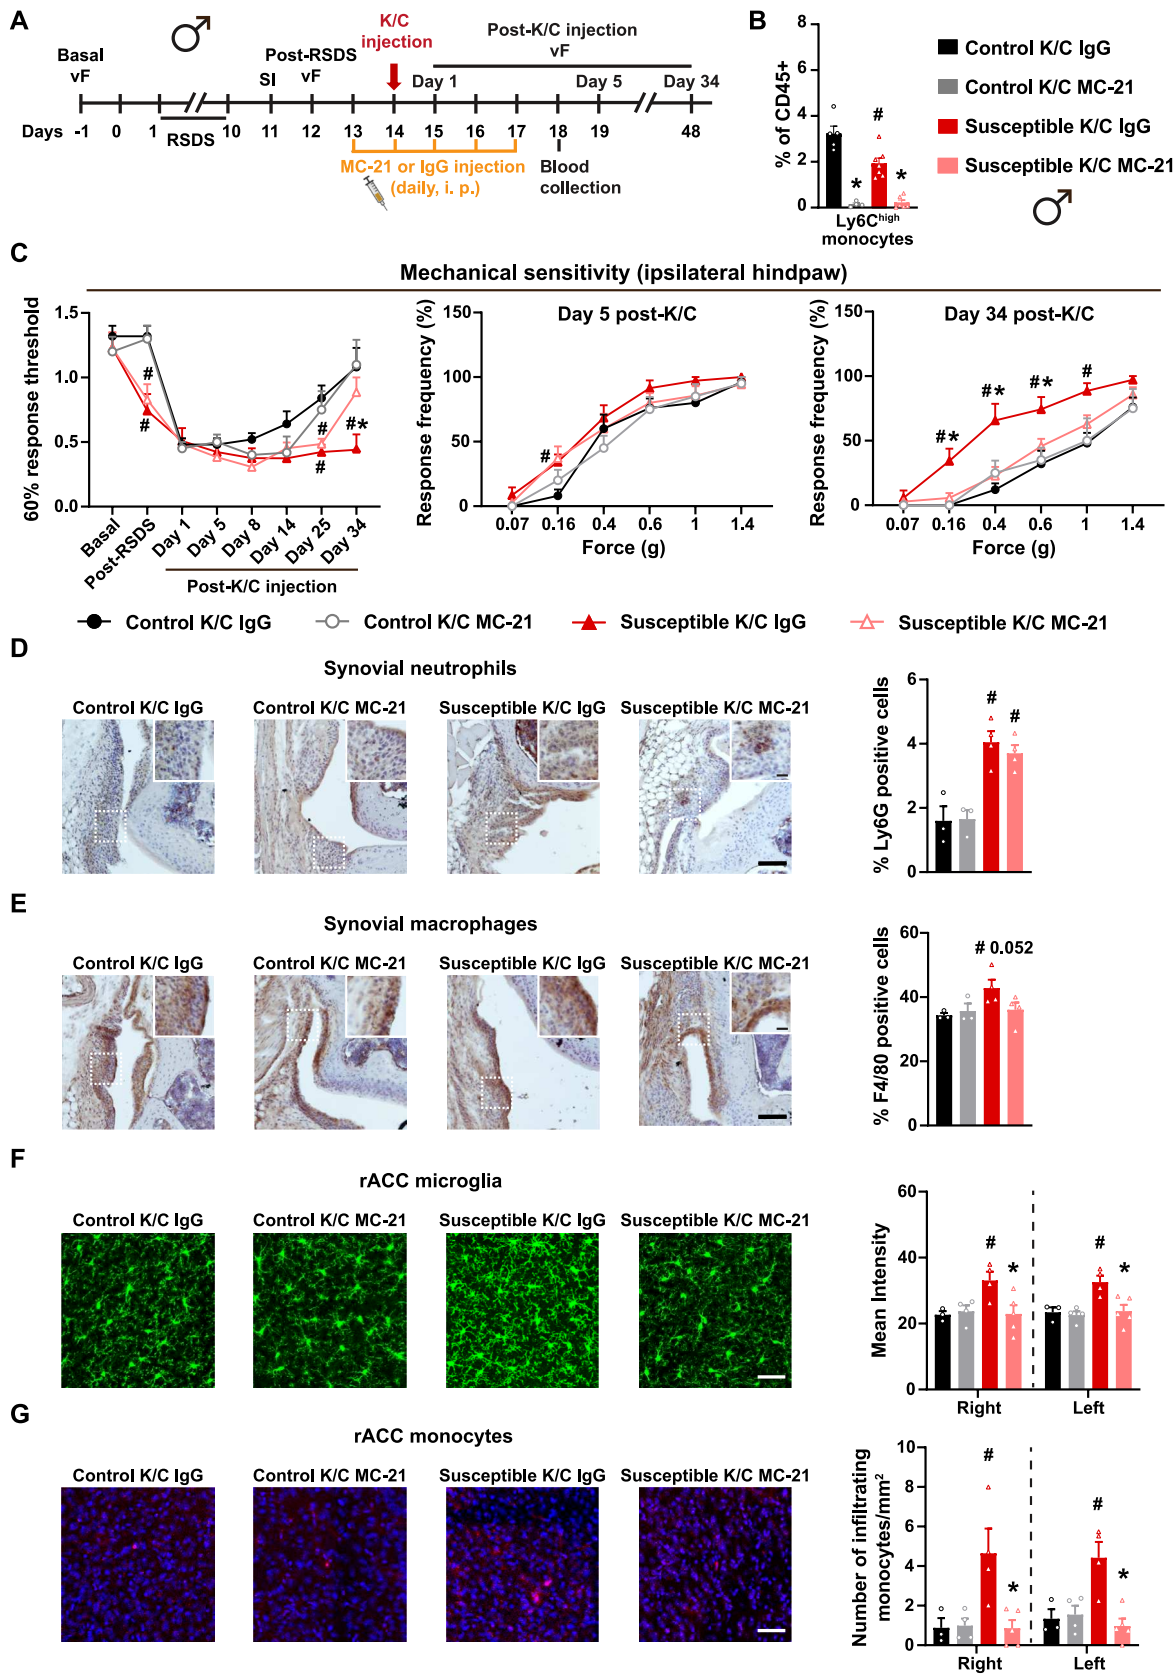 A
♂
K/C
injection
Post-K/C injection
vF
Basal
vF
Post-RSDS
vF
SI
Day 1
Day 5
Day 34
Days
-1
0
1
10
11
12
13
14
15
16
17
18
19
48
RSDS
MC-21 or IgG injection
(daily, i. p.)
Blood
collection
B
% of CD45+
8
6
4
2
0
#
*
*
Ly6Chigh
monocytes
Control K/C IgG
Control K/C MC-21
Susceptible K/C IgG
Susceptible K/C MC-21
♂
C
Mechanical sensitivity (ipsilateral hindpaw)
60% response threshold
1.5
1.0
0.5
0.0
#
#
#
#
#*
Basal
Post-RSDS
Day 1
Day 5
Day 8
Day 14
Day 25
Day 34
Post-K/C injection
Day 5 post-K/C
Response frequency (%)
150
100
50
0
#
0.07
0.16
0.4
0.6
1
1.4
Force (g)
Day 34 post-K/C
Response frequency (%)
150
100
50
0
#*
#*
#*
#
0.07
0.16
0.4
0.6
1
1.4
Force (g)
Control K/C IgG
Control K/C MC-21
Susceptible K/C IgG
Susceptible K/C MC-21
D
Synovial neutrophils
Control K/C IgG
Control K/C MC-21
Susceptible K/C IgG
Susceptible K/C MC-21
% Ly6G positive cells
6
4
2
0
#
#
E
Synovial macrophages
Control K/C IgG
Control K/C MC-21
Susceptible K/C IgG
Susceptible K/C MC-21
% F4/80 positive cells
60
40
20
0
# 0.052
F
rACC microglia
Control K/C IgG
Control K/C MC-21
Susceptible K/C IgG
Susceptible K/C MC-21
Mean Intensity
60
40
20
0
#
*
#
*
Right
Left
G
rACC monocytes
Control K/C IgG
Control K/C MC-21
Susceptible K/C IgG
Susceptible K/C MC-21
Number of infiltrating
monocytes/mm²
10
8
6
4
2
0
#
*
#
*
Right
Left